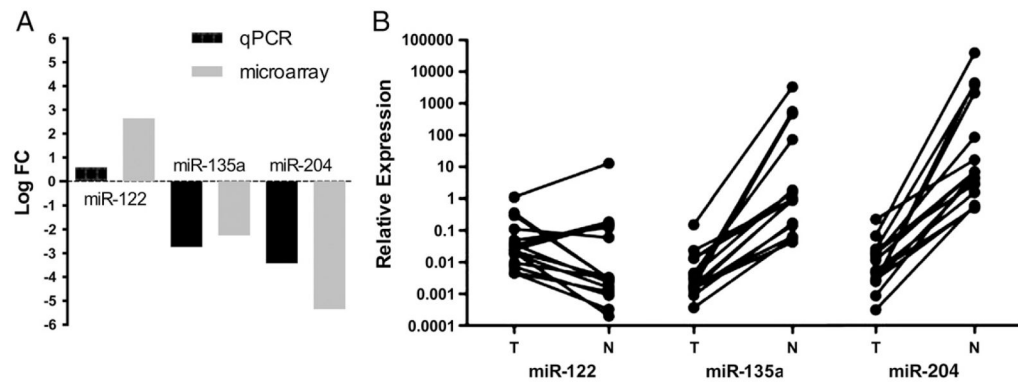 A
6
5
4
3
2
1
0
-1
-2
-3
-4
-5
-6
Log FC
qPCR
microarray
miR-122
miR-135a
miR-204
B
100000
10000
1000
100
10
1
0.1
0.01
0.001
0.0001
Relative Expression
T N T N T N
miR-122 miR-135a miR-204